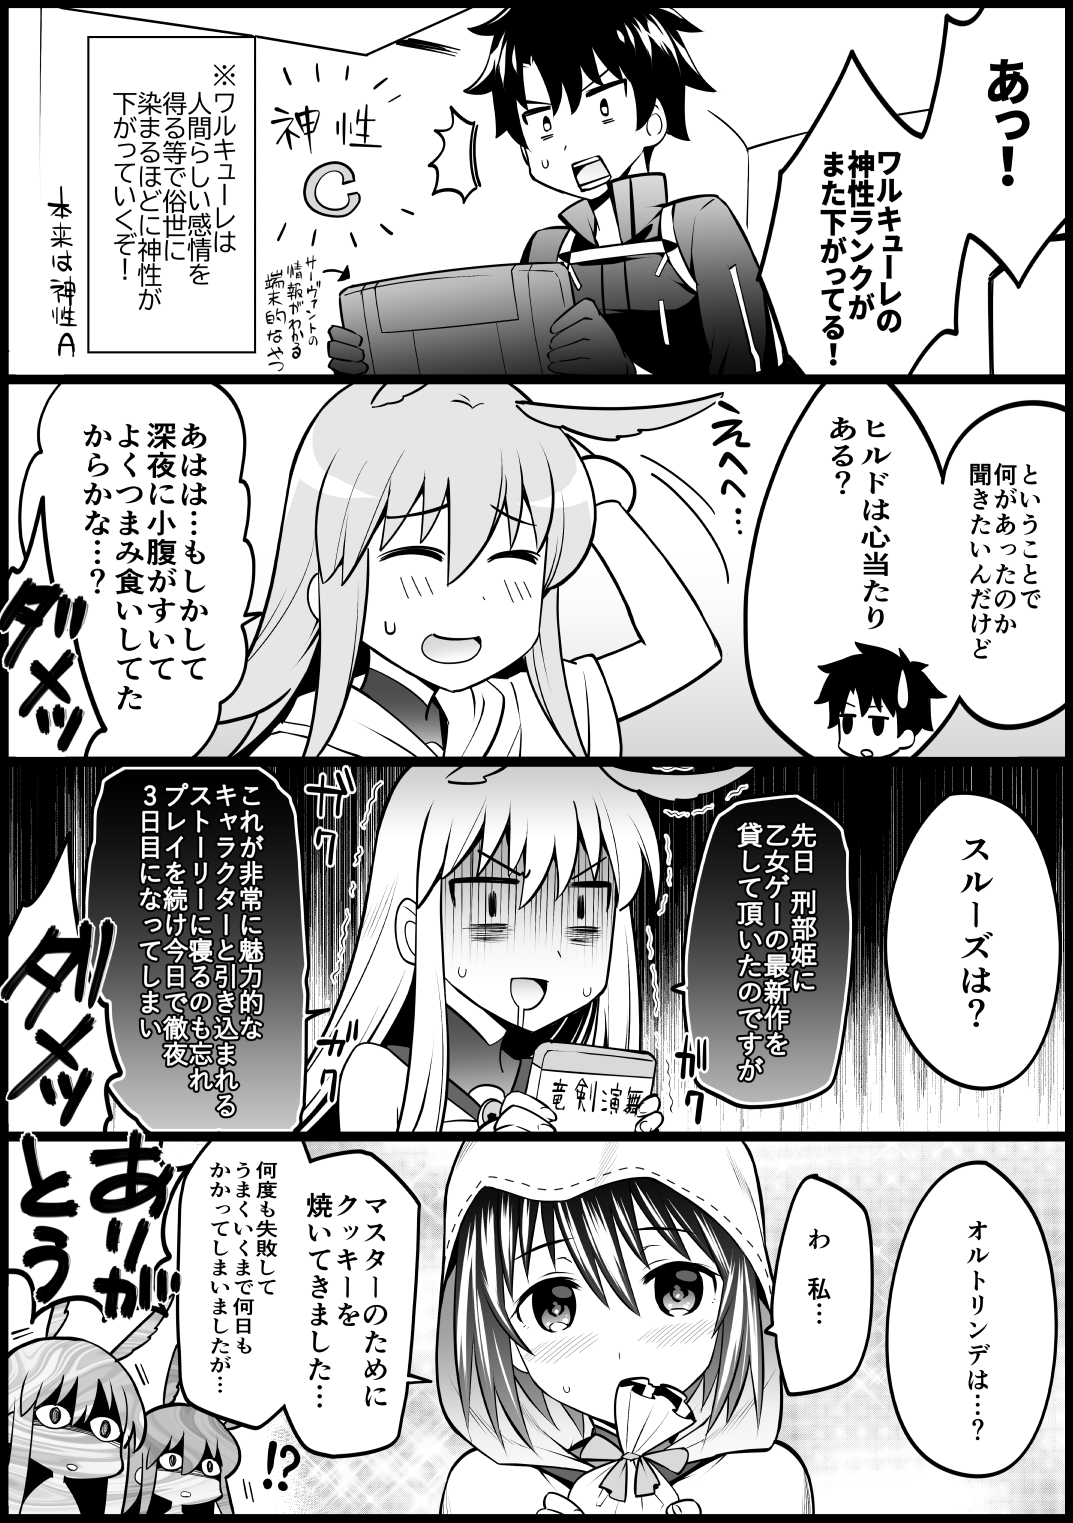 あっ！
ワルキューレの
神性ランクが
また下がってる！
神性
C
サーヴァントの
情報がわかる
端末的なやつ
※ワルキューレは
人間らしい感情を
得る等で俗世に
染まるほどに神性が
下がっていくぞ！
本来は神性A
ということで
何があったのか
聞きたいんだけど
ヒルドは心当たり
ある？
えへへ…
あはは…もしかして
深夜に小腹がすいて
よくつまみ食いしてた
からかな…？
ダメッ
スルーズは？
先日 刑部姫に
乙女ゲーの最新作を
貸して頂いたのですが
ガク
ガク
ガク
竜剣演舞
これが非常に魅力的な
キャラクターと引き込まれる
ストーリーに寝るのも忘れ
プレイを続け今日で徹夜
3日目になってしまい
ダメッ
オルトリンデは…？
わ 私…
マスターのために
クッキーを
焼いてきました…
何度も失敗して
うまくいくまで何日も
かかってしまいましたが…
ありが
とう
!?